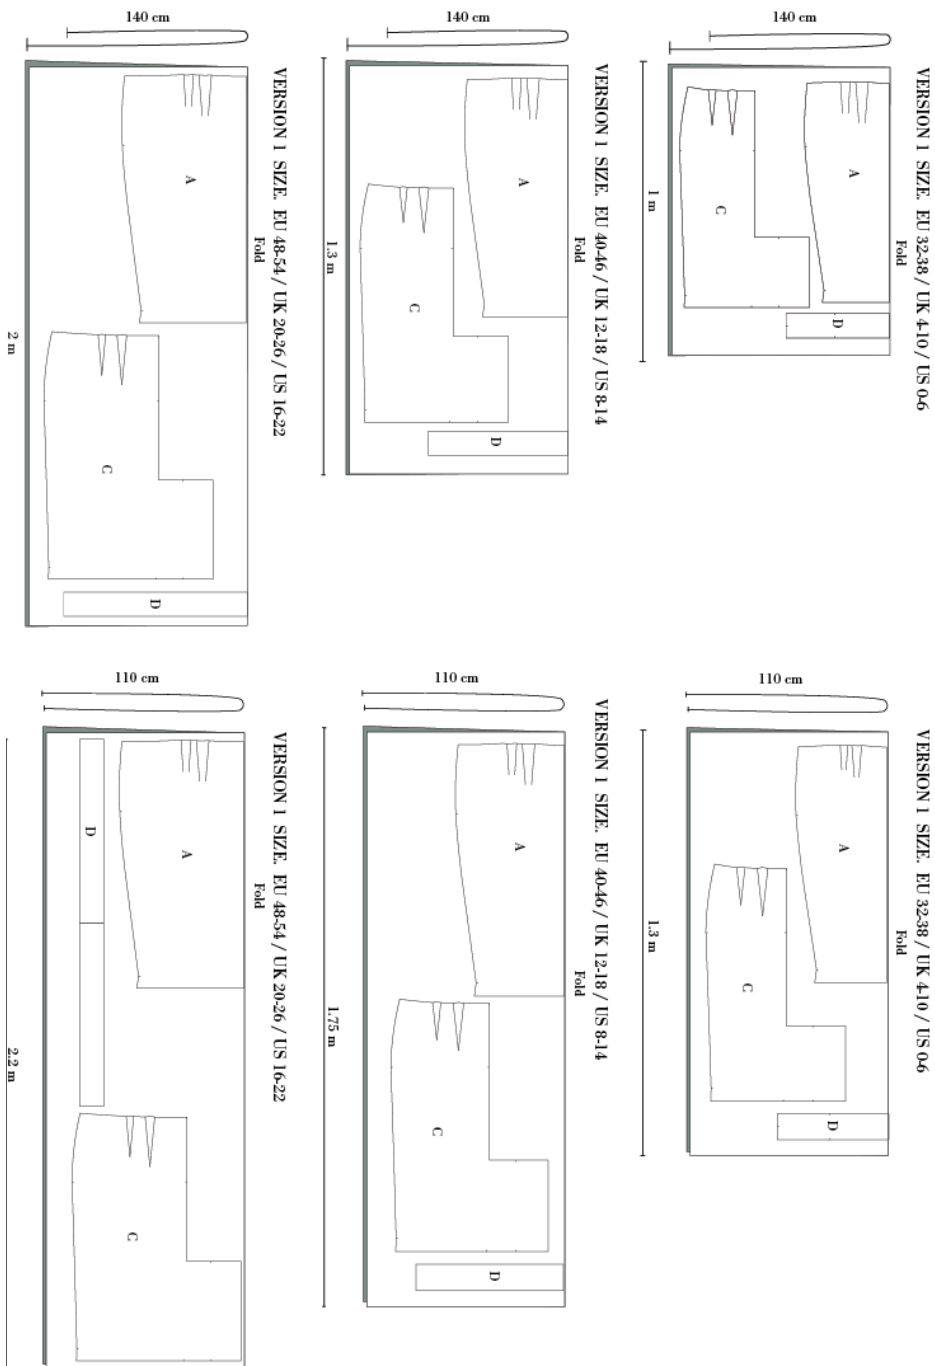 140 cm
VERSION 1 SIZE. EU 32-38 / UK 4-10 / US 0-6
Fold
A
C
D
1 m
140 cm
VERSION 1 SIZE. EU 40-46 / UK 12-18 / US 8-14
Fold
A
C
D
1.3 m
140 cm
VERSION 1 SIZE. EU 48-54 / UK 20-26 / US 16-22
Fold
A
C
D
2 m
110 cm
VERSION 1 SIZE. EU 32-38 / UK 4-10 / US 0-6
Fold
A
C
D
1.3 m
110 cm
VERSION 1 SIZE. EU 40-46 / UK 12-18 / US 8-14
Fold
A
C
D
1.75 m
110 cm
VERSION 1 SIZE. EU 48-54 / UK 20-26 / US 16-22
Fold
A
D
C
2.2 m